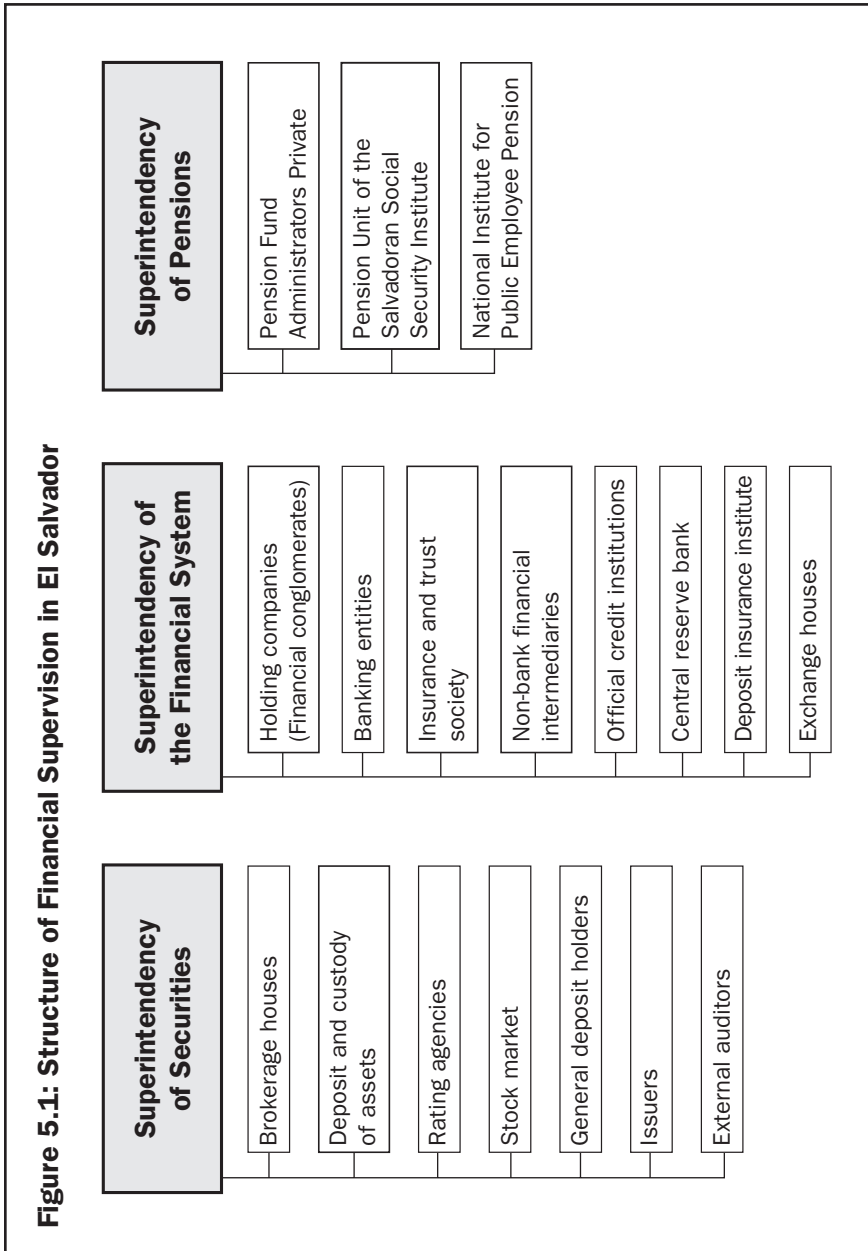 Figure 5.1: Structure of Financial Supervision in El Salvador
Superintendency
of Securities
Brokerage houses
Deposit and custody
of assets
Rating agencies
Stock market
General deposit holders
Issuers
External auditors
Superintendency of
the Financial System
Holding companies
(Financial conglomerates)
Banking entities
Insurance and trust
society
Non-bank financial
intermediaries
Official credit institutions
Central reserve bank
Deposit insurance institute
Exchange houses
Superintendency
of Pensions
Pension Fund
Administrators Private
Pension Unit of the
Salvadoran Social
Security Institute
National Institute for
Public Employee Pension